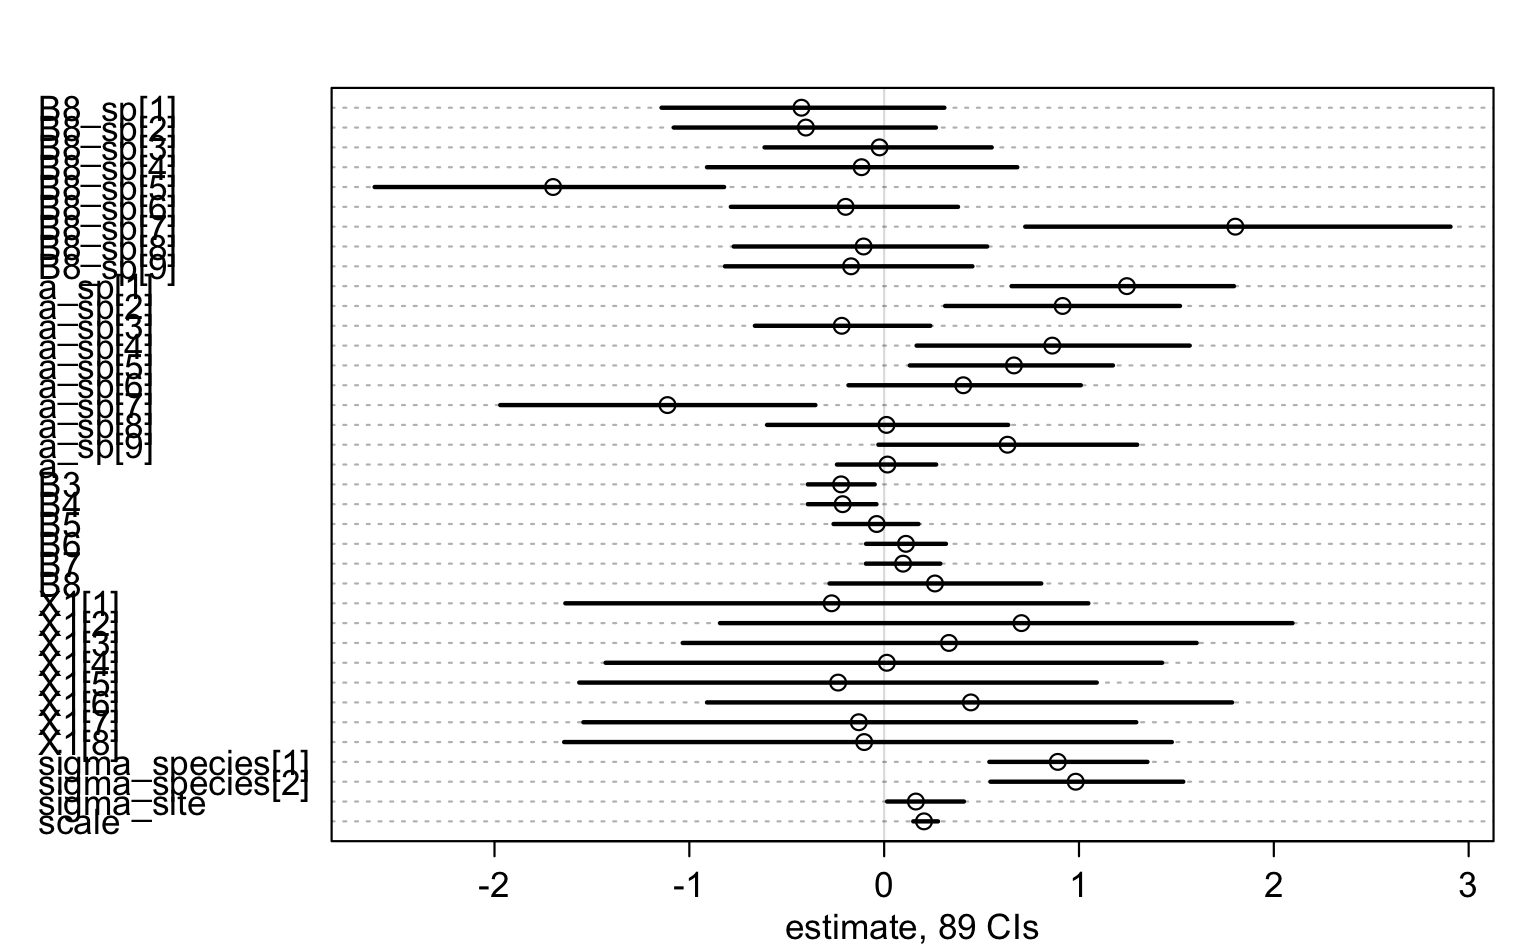 B8_sp[1]
B8_sp[2]
B8_sp[3]
B8_sp[4]
B8_sp[5]
B8_sp[6]
B8_sp[7]
B8_sp[8]
B8_sp[9]
a_sp[1]
a_sp[2]
a_sp[3]
a_sp[4]
a_sp[5]
a_sp[6]
a_sp[7]
a_sp[8]
a_sp[9]
a
B3
B4
B5
B6
B7
B8
X1[1]
X1[2]
X1[3]
X1[4]
X1[5]
X1[6]
X1[7]
X1[8]
sigma_species[1]
sigma_species[2]
sigma_site
scale
-2 -1 0 1 2 3
estimate, 89 CIs